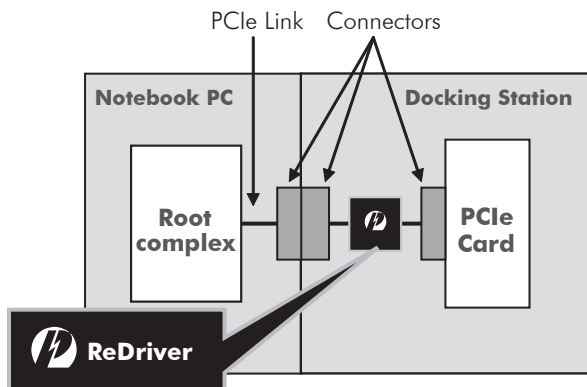 PCIe Link
Connectors
Notebook PC
Docking Station
Root
complex
PCIe
Card
ReDriver